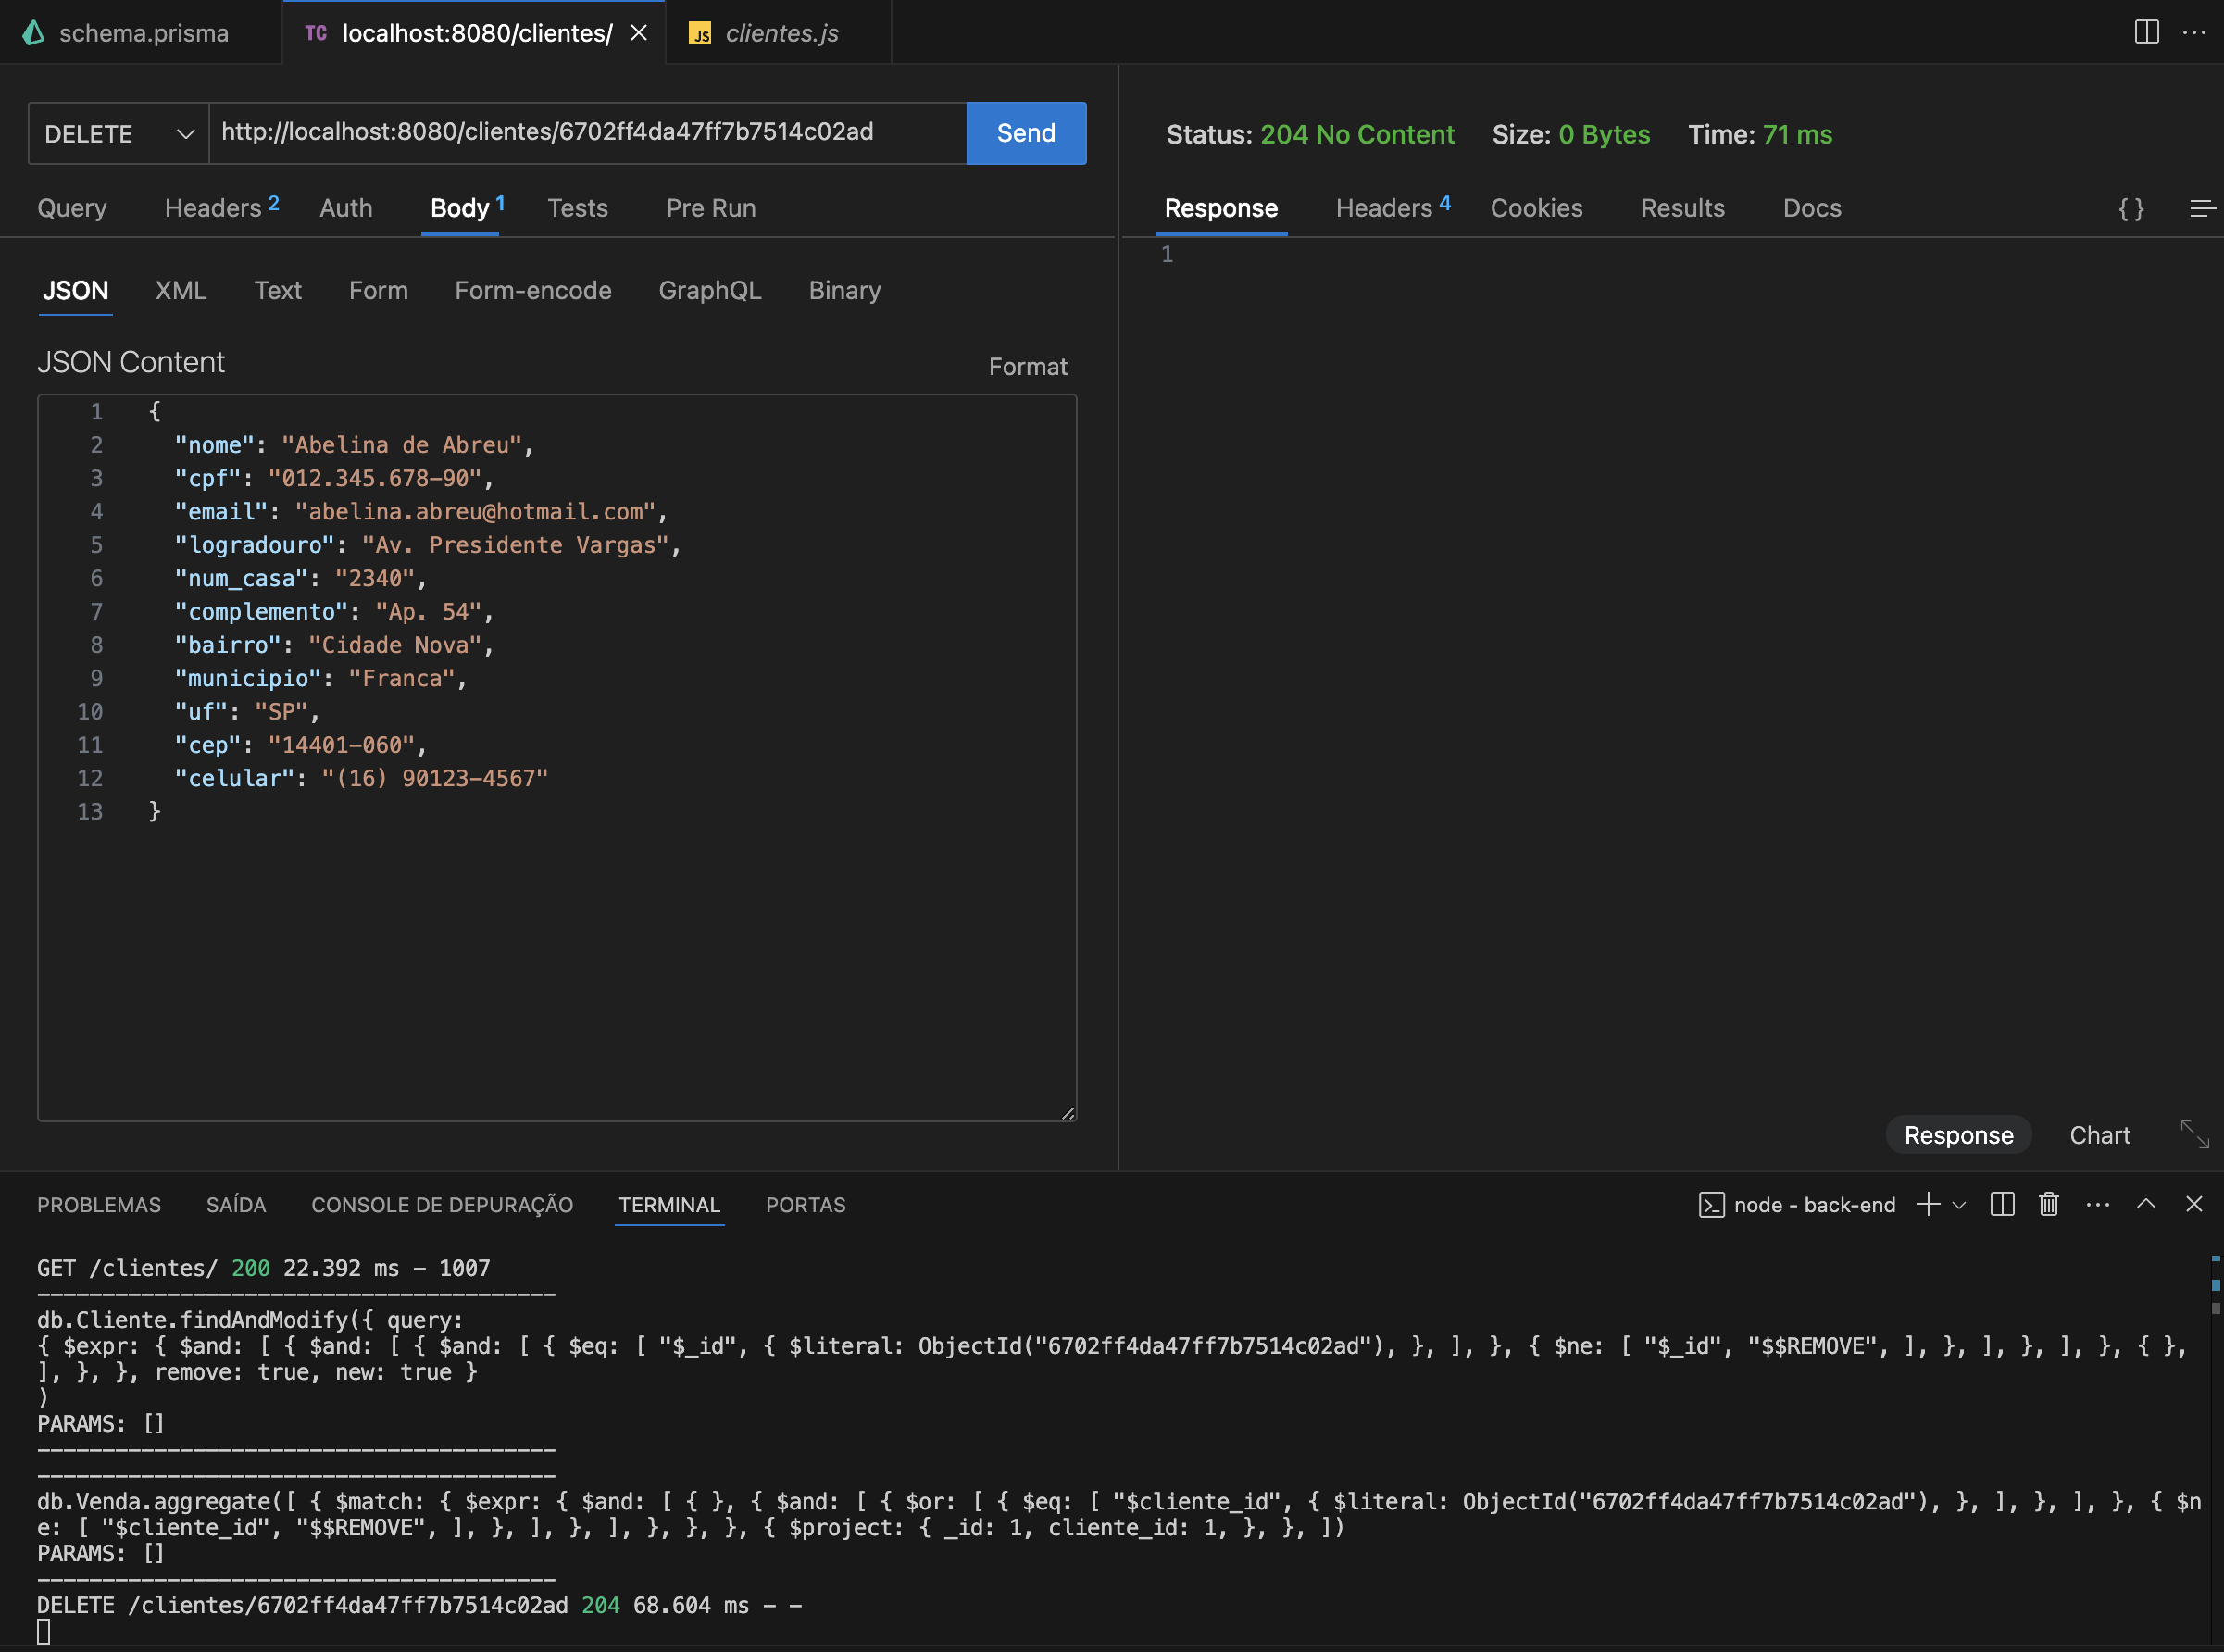 schema.prisma
TC localhost:8080/clientes/
JS clientes.js
DELETE http://localhost:8080/clientes/6702ff4da47ff7b7514c02ad Send
Status: 204 No Content Size: 0 Bytes Time: 71 ms
Query Headers 2 Auth Body 1 Tests Pre Run
Response Headers 4 Cookies Results Docs { }
1
JSON XML Text Form Form-encode GraphQL Binary
JSON Content Format
1 {
2 "nome": "Abelina de Abreu",
3 "cpf": "012.345.678-90",
4 "email": "abelina.abreu@hotmail.com",
5 "logradouro": "Av. Presidente Vargas",
6 "num_casa": "2340",
7 "complemento": "Ap. 54",
8 "bairro": "Cidade Nova",
9 "municipio": "Franca",
10 "uf": "SP",
11 "cep": "14401-060",
12 "celular": "(16) 90123-4567"
13 }
Response Chart
PROBLEMAS SAÍDA CONSOLE DE DEPURAÇÃO TERMINAL PORTAS
node - back-end
GET /clientes/ 200 22.392 ms - 1007
----------------------------------------
db.Cliente.findAndModify({ query:
{ $expr: { $and: [ { $and: [ { $and: [ { $eq: [ "$_id", { $literal: ObjectId("6702ff4da47ff7b7514c02ad"), }, ], }, { $ne: [ "$_id", "$$REMOVE", ], }, ], }, ], }, { },
], }, }, remove: true, new: true }
)
PARAMS: []
----------------------------------------
----------------------------------------
db.Venda.aggregate([ { $match: { $expr: { $and: [ { }, { $and: [ { $or: [ { $eq: [ "$cliente_id", { $literal: ObjectId("6702ff4da47ff7b7514c02ad"), }, ], }, ], }, { $n
e: [ "$cliente_id", "$$REMOVE", ], }, ], }, ], }, }, }, { $project: { _id: 1, cliente_id: 1, }, }, ])
PARAMS: []
----------------------------------------
DELETE /clientes/6702ff4da47ff7b7514c02ad 204 68.604 ms - -